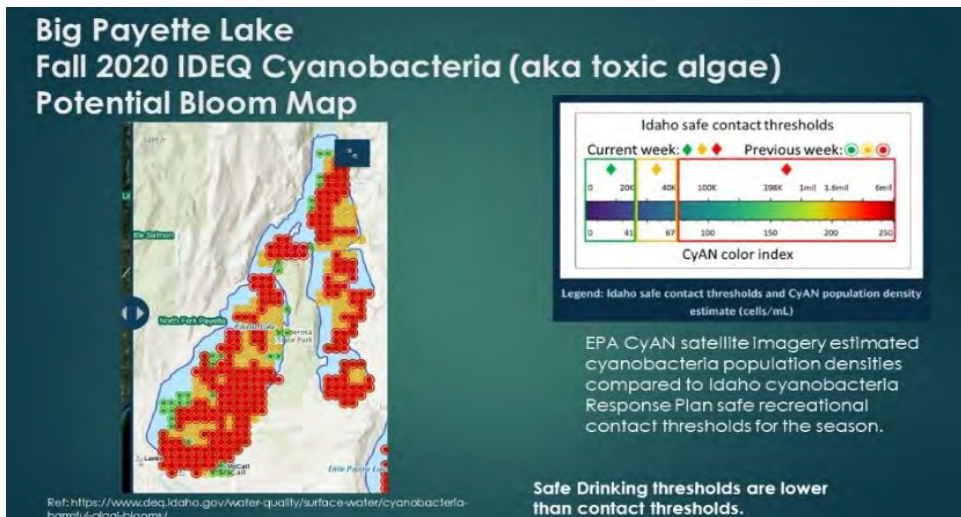 Big Payette Lake
Fall 2020 IDEQ Cyanobacteria (aka toxic algae)
Potential Bloom Map
Idaho safe contact thresholds
Current week: Previous week:
0 20K 40K 100K 398K 1mil 1.6mil 6mil
0 41 67 100 150 200 250
CyAN color index
Legend: Idaho safe contact thresholds and CyAN population density
estimate (cells/mL)
North Fork Payette
Payette Lake
McCall
EPA CyAN satellite imagery estimated
cyanobacteria population densities
compared to Idaho cyanobacteria
Response Plan safe recreational
contact thresholds for the season.
Ref: https://www.deq.idaho.gov/water-quality/surface-water/cyanobacteria-
harmful-algal-blooms/
Safe Drinking thresholds are lower
than contact thresholds.